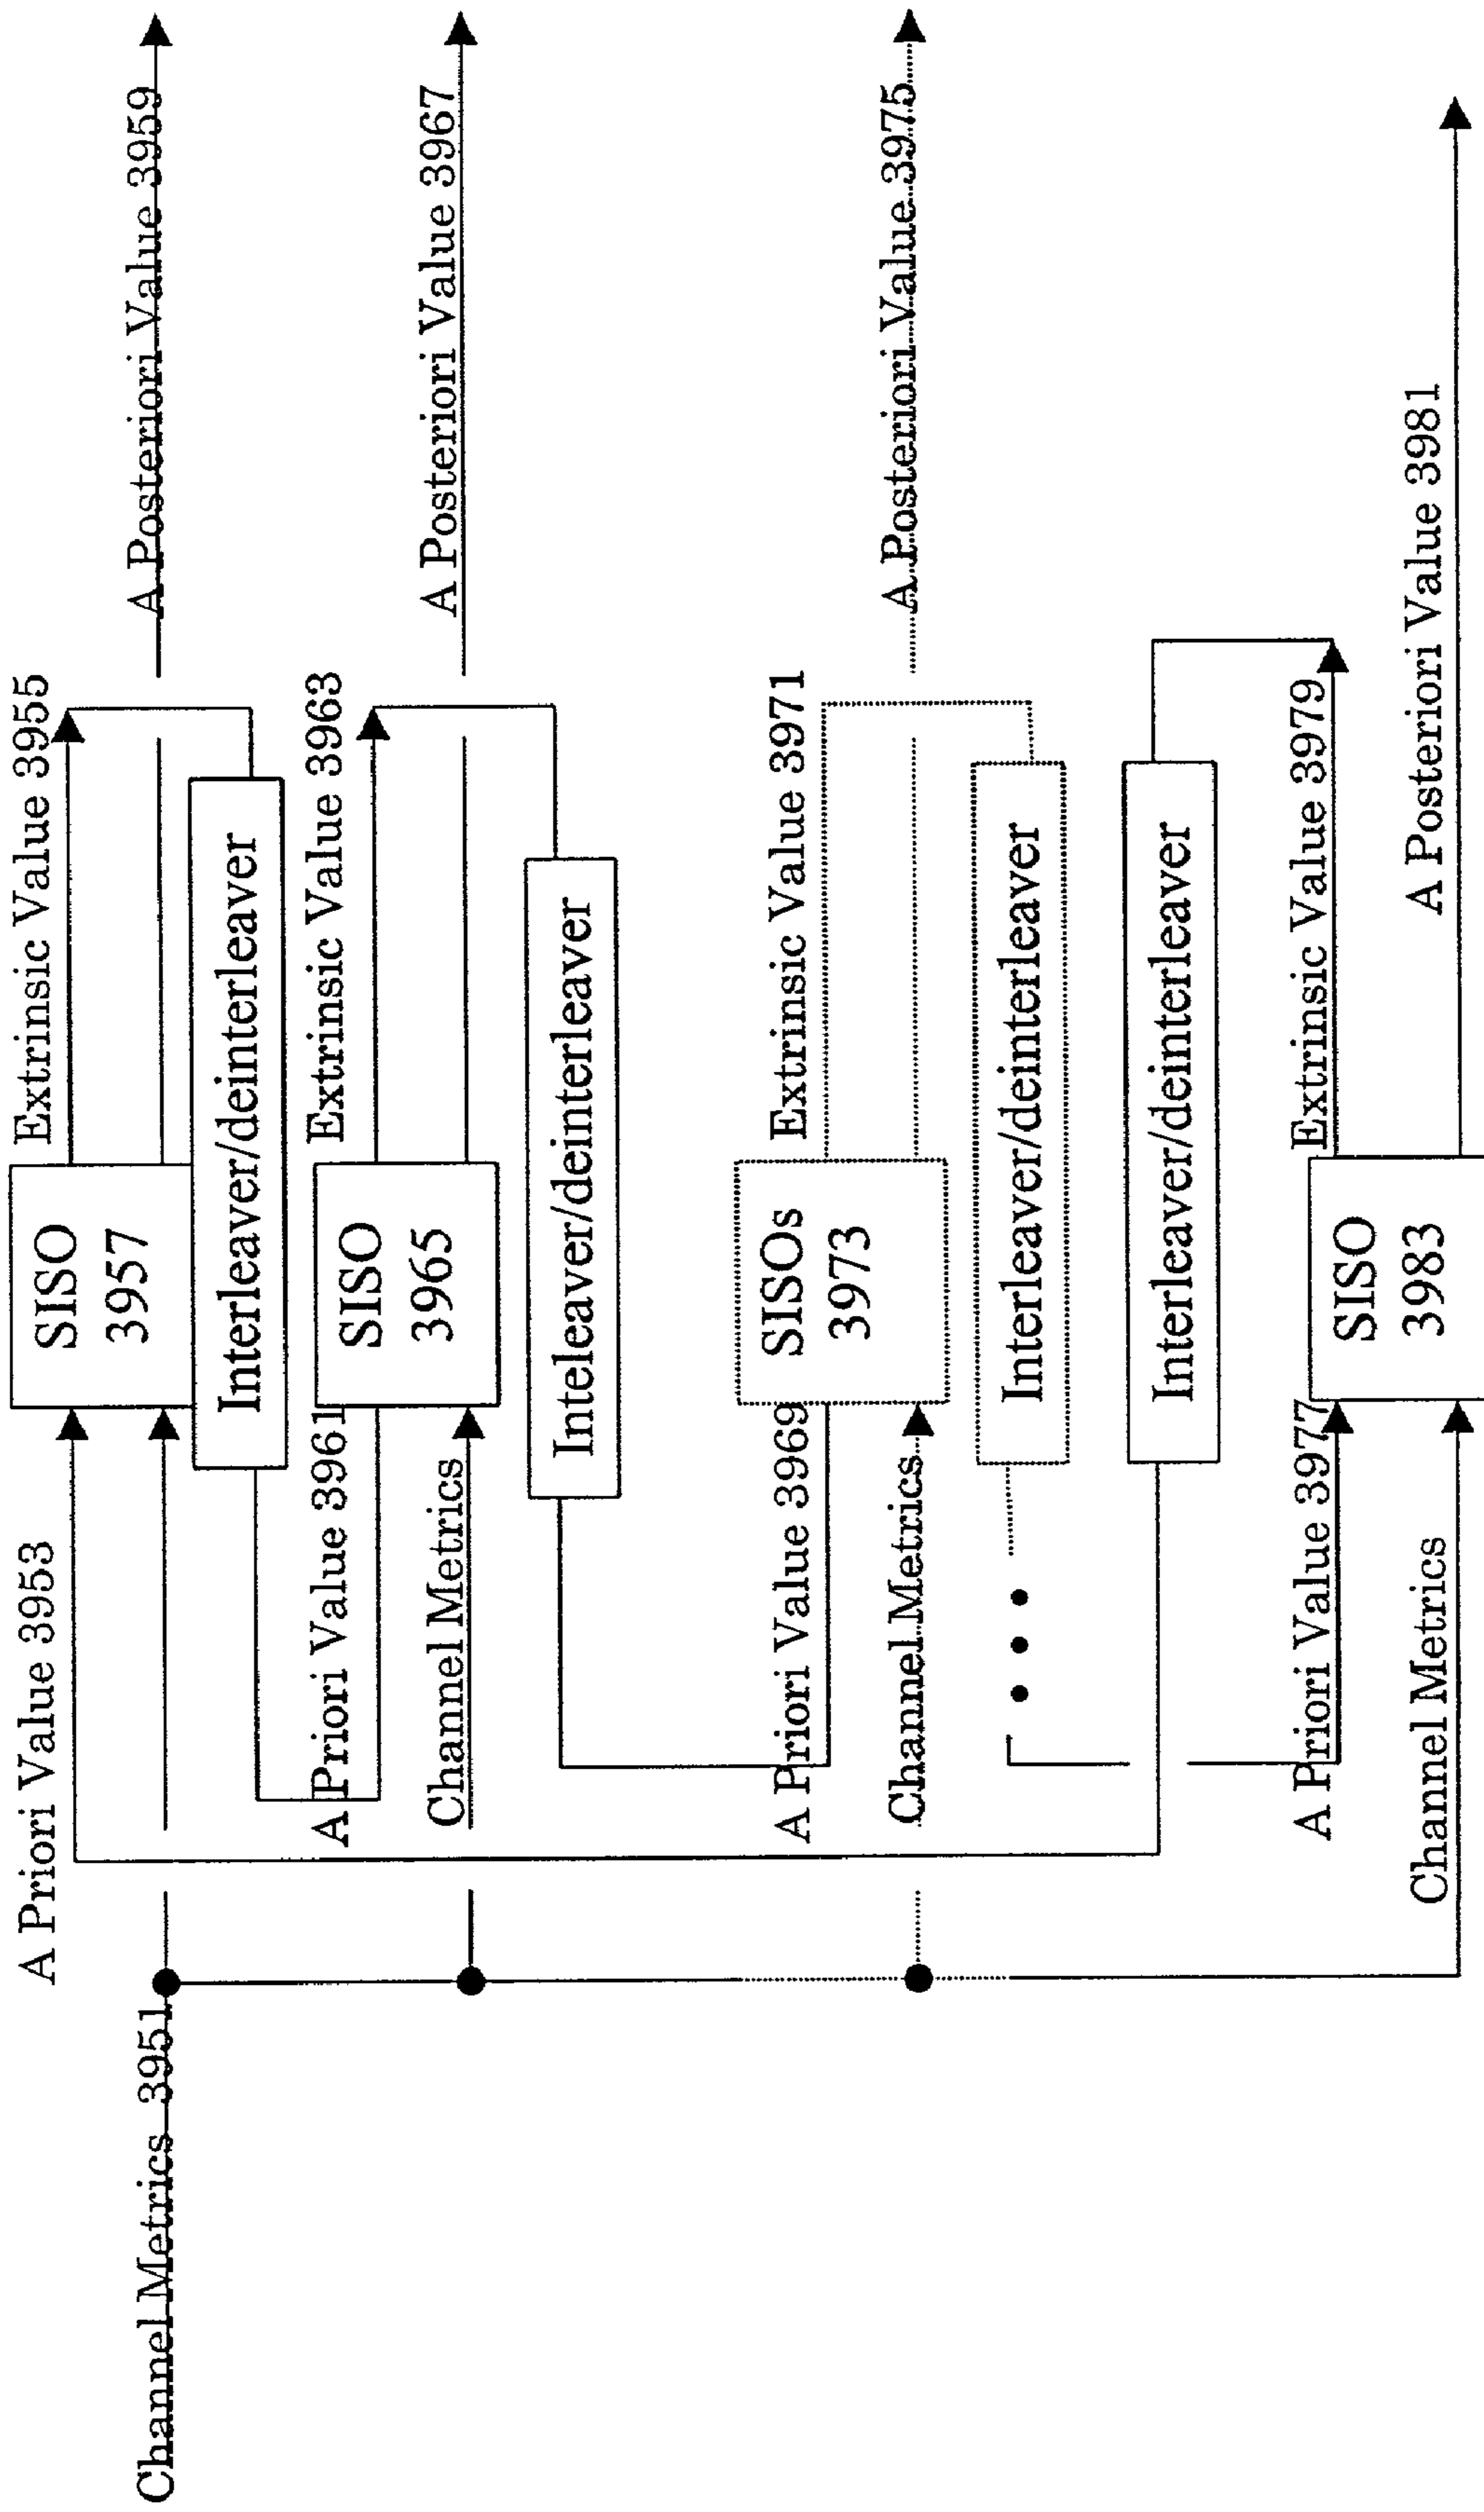 A Priori Value 3953
Extrinsic Value 3955
SISO
3957
Channel Metrics 3951
A Posteriori Value 3959
Interleaver/deinterleaver
A Priori Value 3961
Extrinsic Value 3963
SISO
3965
Channel Metrics
A Posteriori Value 3967
Inteleaver/deinterleaver
A Priori Value 3969
Extrinsic Value 3971
SISOs
3973
Channel Metrics
A Posteriori Value 3975
Interleaver/deinterleaver
Interleaver/deinterleaver
A Priori Value 3977
Extrinsic Value 3979
SISO
3983
Channel Metrics
A Posteriori Value 3981